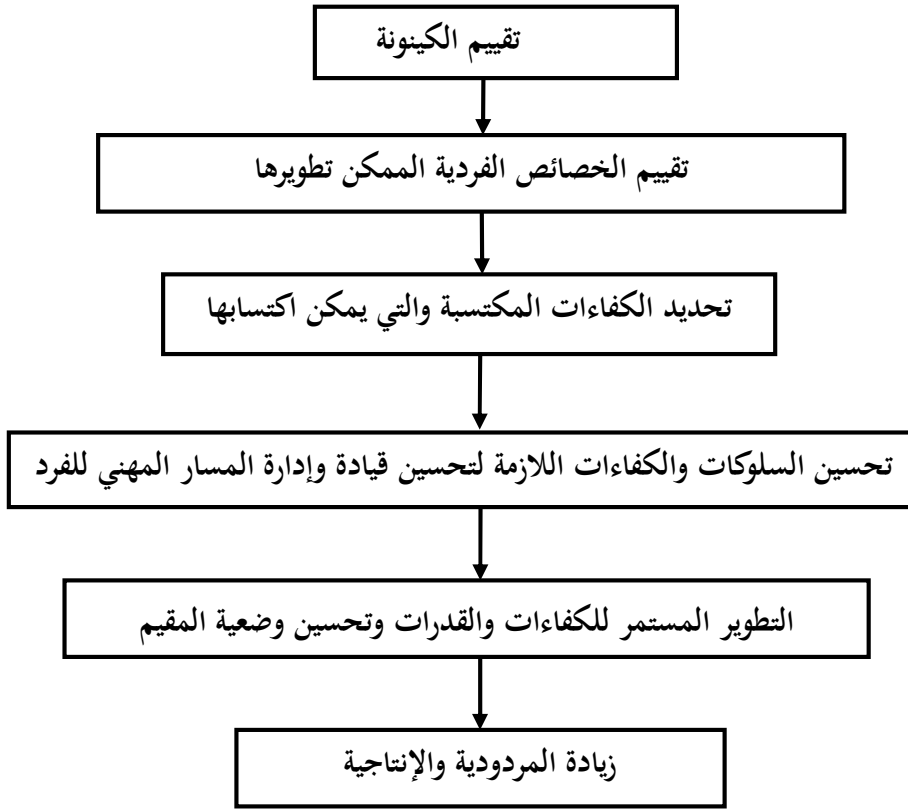 تقييم الكينونة
تقييم الخصائص الفردية الممكن تطويرها
تحديد الكفاءات المكتسبة والتي يمكن اكتسابها
تحسين السلوكات والكفاءات اللازمة لتحسين قيادة وإدارة المسار المهني للفرد
التطوير المستمر للكفاءات والقدرات وتحسين وضعية المقيم
زيادة المردودية والإنتاجية